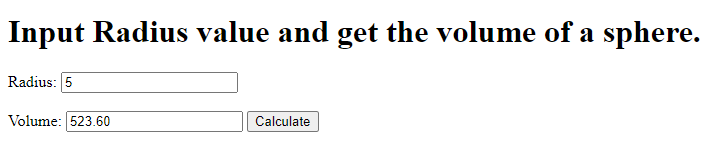 Input Radius value and get the volume of a sphere.
Radius: 5
Volume: 523.60 Calculate